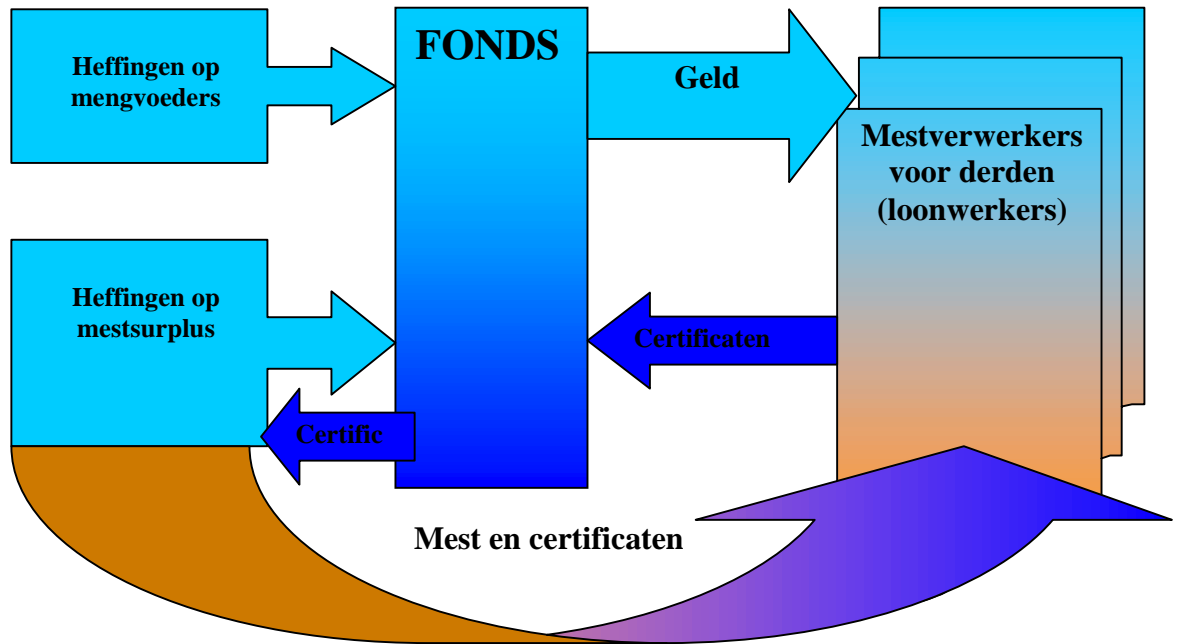 Heffingen op
mengvoeders
FONDS
Geld
Mestverwerkers
voor derden
(loonwerkers)
Heffingen op
mestsurplus
Certificaten
Certific
Mest en certificaten